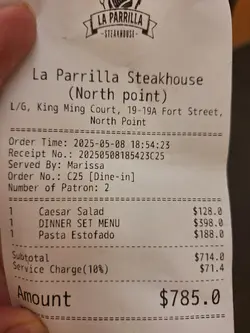 LA PARRILLA
STEAKHOUSE
La Parrilla Steakhouse
(North point)
L/G, King Ming Court, 19-19A Fort Street,
North Point
Order Time: 2025-05-08 18:54:23
Receipt No.: 20250508185423C25
Served By: Marissa
Order No.: C25 [Dine-in]
Number of Patron: 2
1 Caesar Salad $128.0
1 DINNER SET MENU $398.0
1 Pasta Estofado $188.0
Subtotal $714.0
Service Charge(10%) $71.4
Amount $785.0